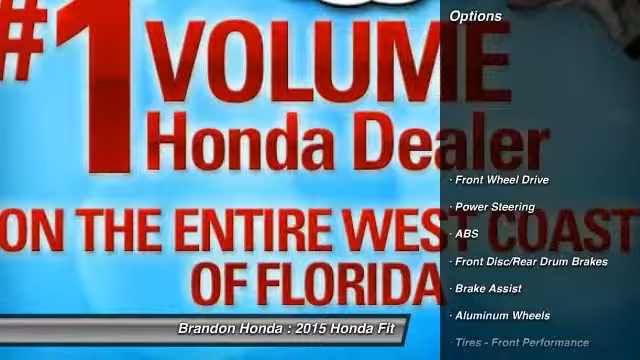 #1 VOLUME
Honda Dealer
ON THE ENTIRE WEST COAST
OF FLORIDA
Options
· Front Wheel Drive
· Power Steering
· ABS
· Front Disc/Rear Drum Brakes
· Brake Assist
· Aluminum Wheels
· Tires - Front Performance
Brandon Honda : 2015 Honda Fit